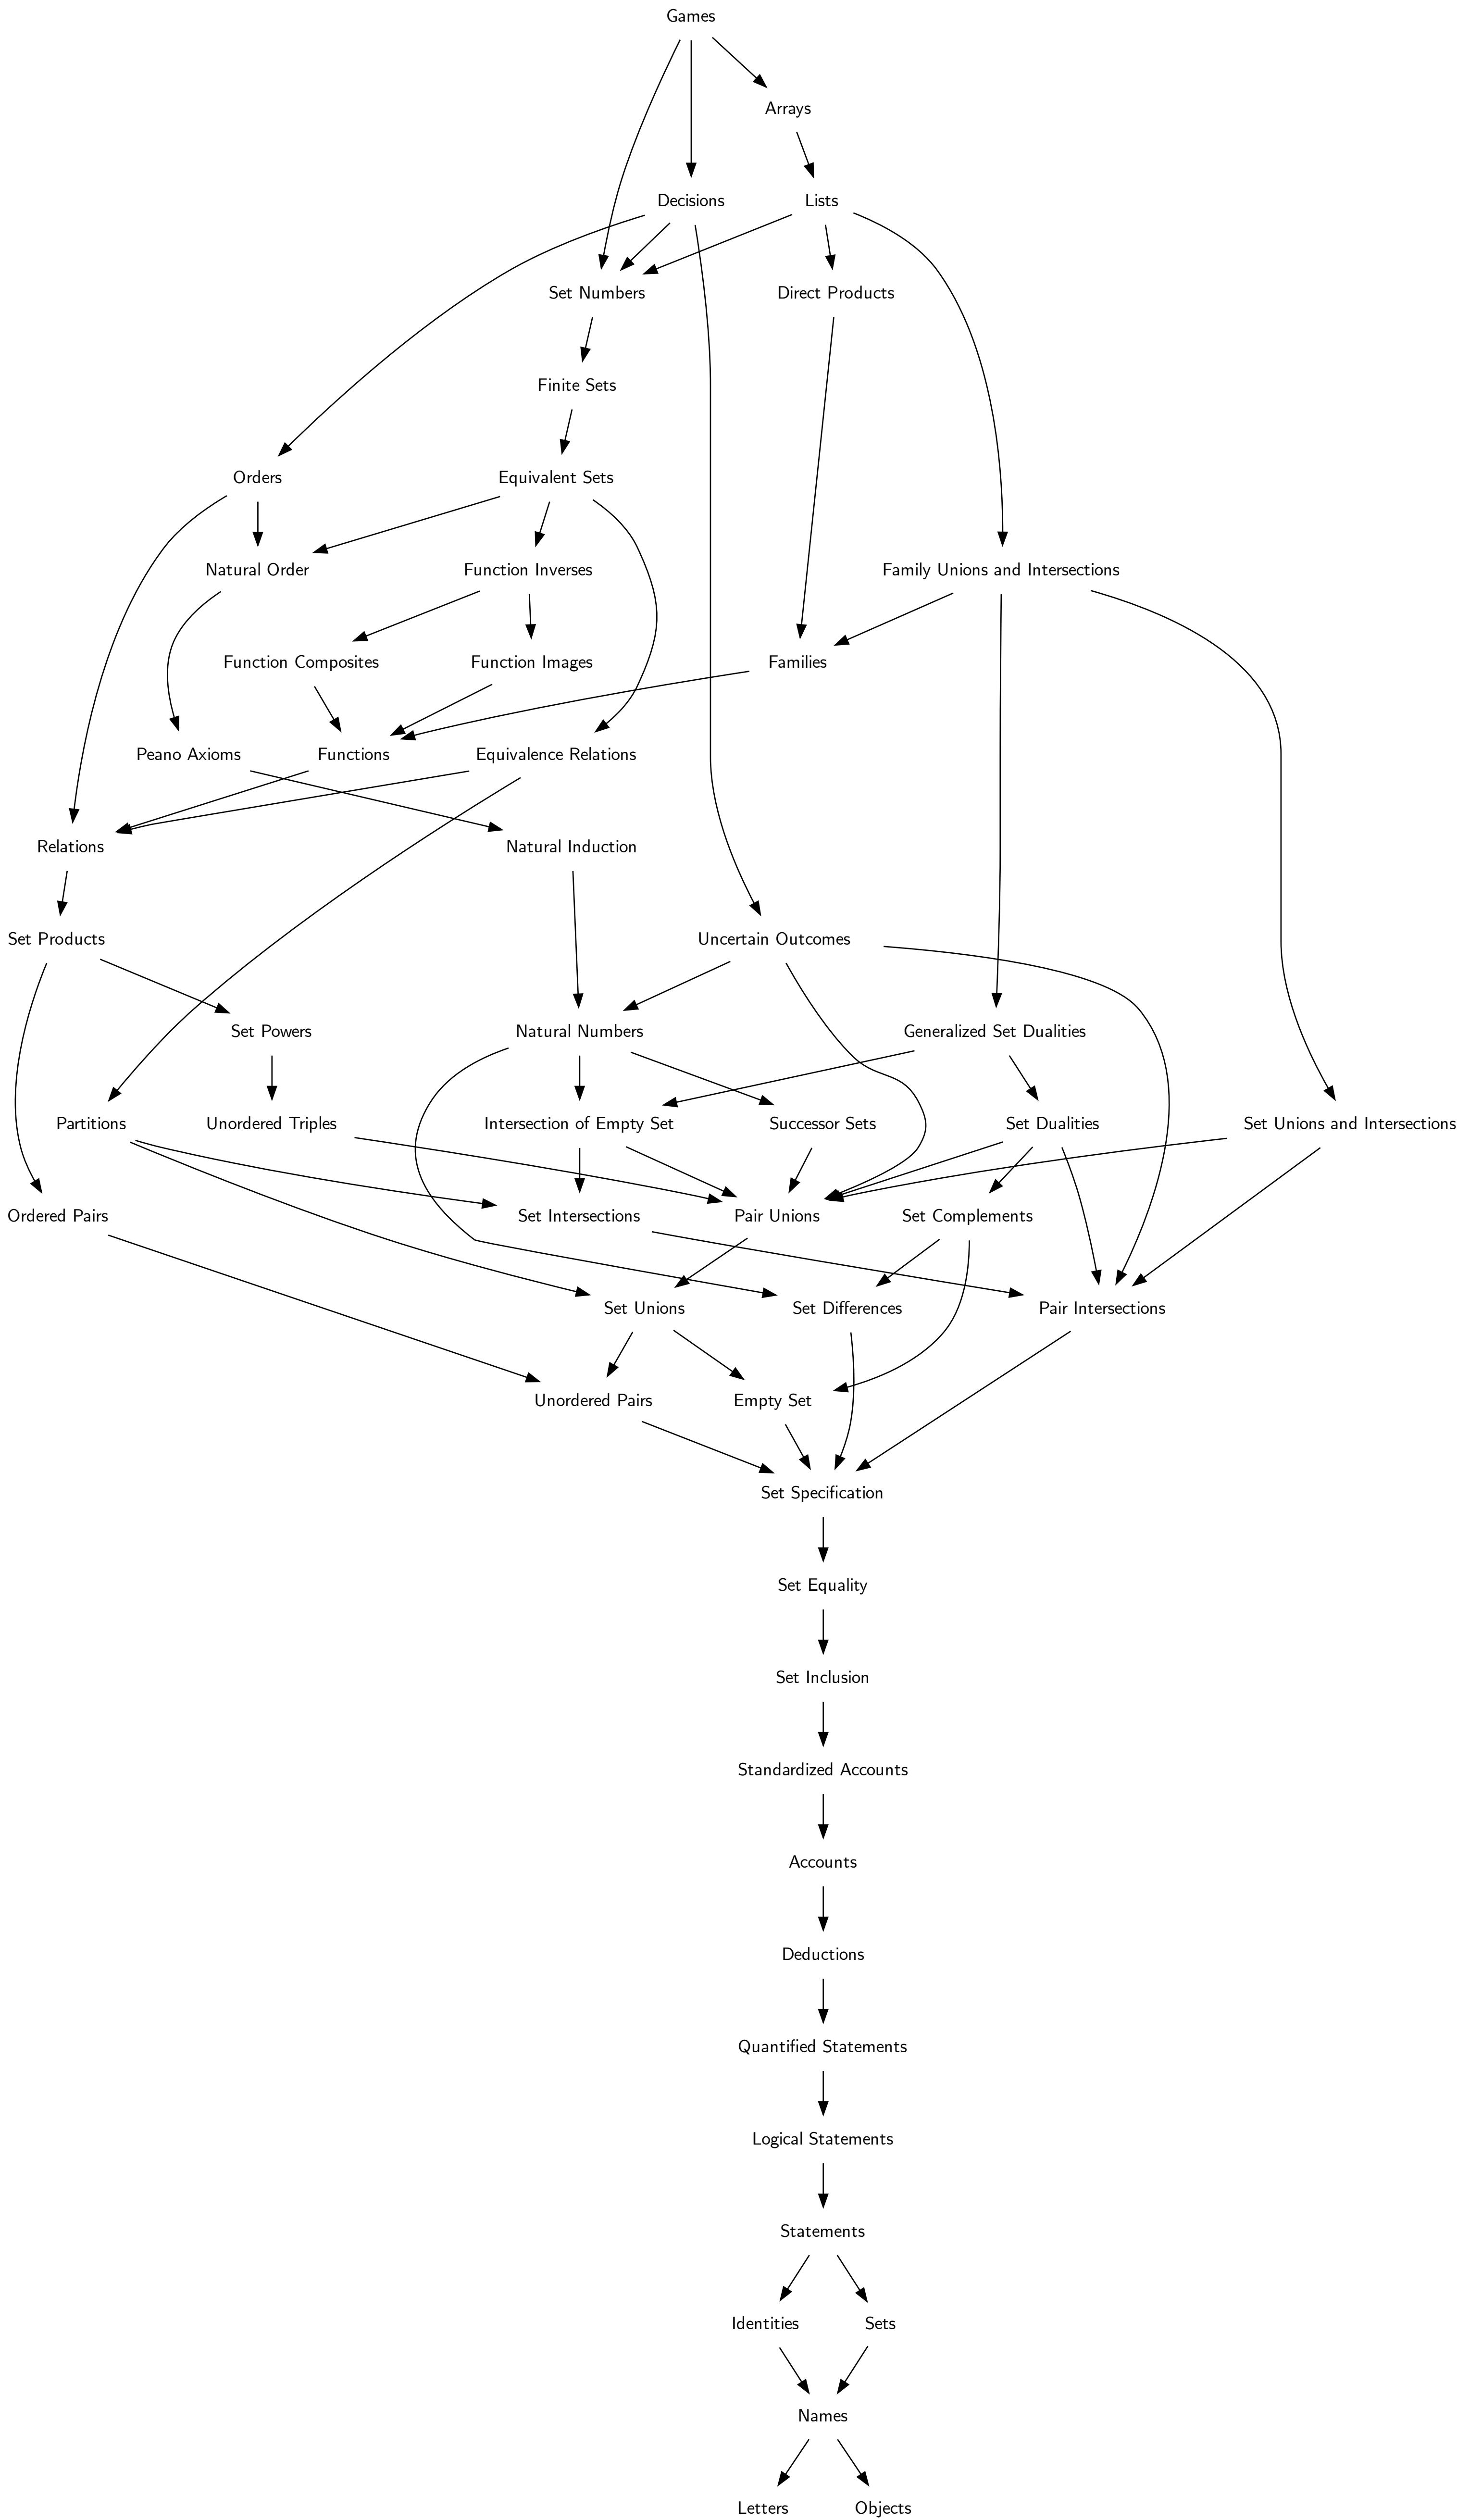 Games
Arrays
Decisions
Lists
Set Numbers
Direct Products
Finite Sets
Orders
Equivalent Sets
Natural Order
Function Inverses
Family Unions and Intersections
Function Composites
Function Images
Families
Peano Axioms
Functions
Equivalence Relations
Relations
Natural Induction
Set Products
Uncertain Outcomes
Set Powers
Natural Numbers
Generalized Set Dualities
Partitions
Unordered Triples
Intersection of Empty Set
Successor Sets
Set Dualities
Set Unions and Intersections
Ordered Pairs
Set Intersections
Pair Unions
Set Complements
Set Unions
Set Differences
Pair Intersections
Unordered Pairs
Empty Set
Set Specification
Set Equality
Set Inclusion
Standardized Accounts
Accounts
Deductions
Quantified Statements
Logical Statements
Statements
Identities
Sets
Names
Letters
Objects